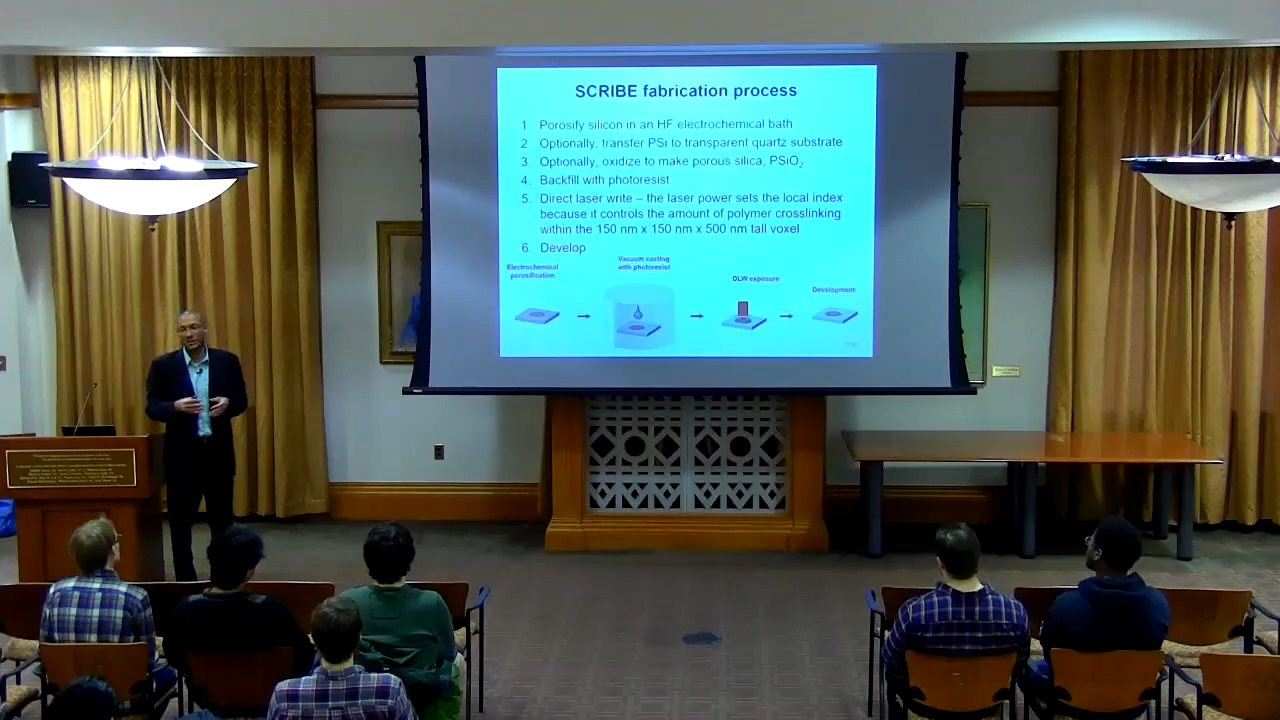 SCRIBE fabrication process
1 Porosify silicon in an HF electrochemical bath
2 Optionally, transfer PSi to transparent quartz substrate
3 Optionally, oxidize to make porous silica, PSiO2
4. Backfill with photoresist
5. Direct laser write – the laser power sets the local index
because it controls the amount of polymer crosslinking
within the 150 nm x 150 nm x 500 nm tall voxel
6 Develop
Electrochemical
porosification
Vacuum casting
with photoresist
DLW exposure
Development